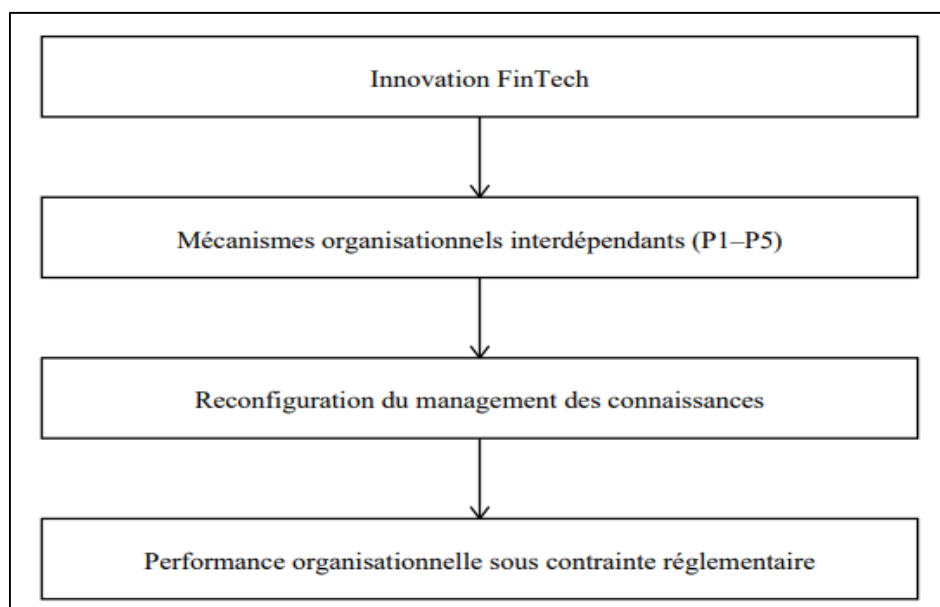 Innovation FinTech
Mécanismes organisationnels interdépendants (P1–P5)
Reconfiguration du management des connaissances
Performance organisationnelle sous contrainte réglementaire